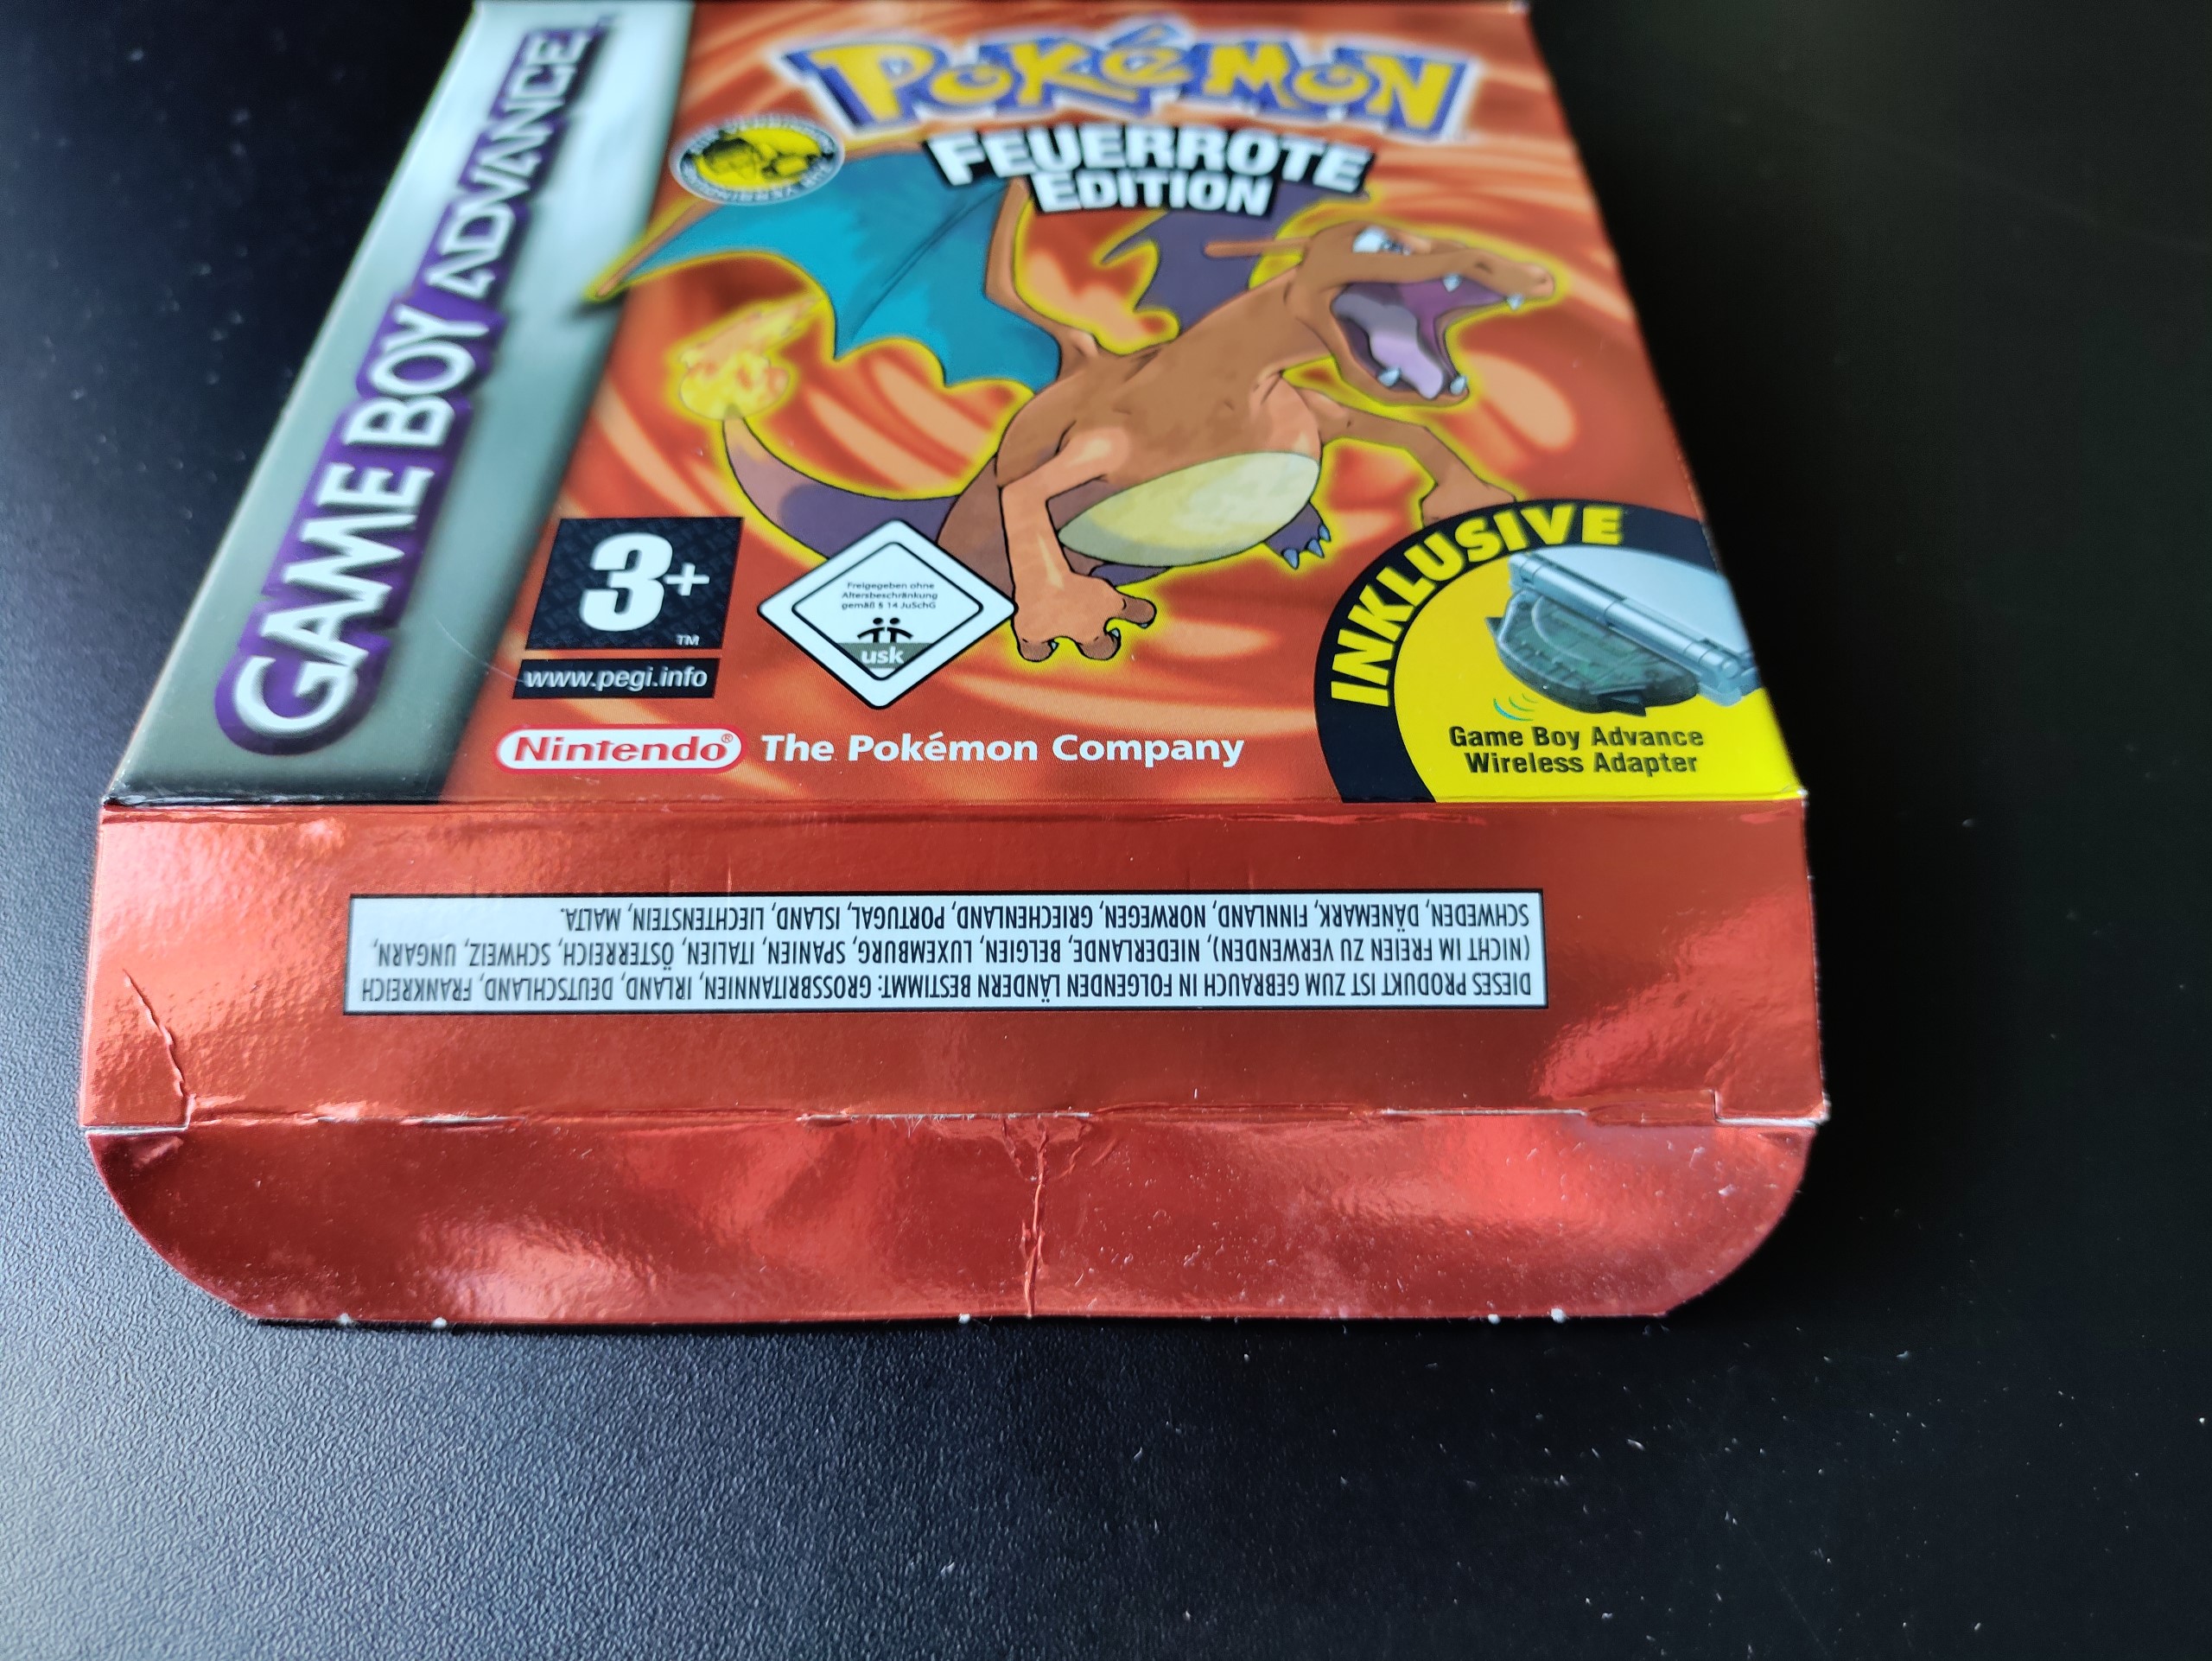 GAME BOY ADVANCE
POKéMON
FEUERROTE
EDITION
3+
TM
www.pegi.info
Freigegeben ohne
Altersbeschränkung
gemäß § 14 JuSchG
usk
INKLUSIVE
Game Boy Advance
Wireless Adapter
Nintendo® The Pokémon Company
DIESES PRODUKT IST ZUM GEBRAUCH IN FOLGENDEN LÄNDERN BESTIMMT: GROSSBRITANNIEN, IRLAND, DEUTSCHLAND, FRANKREICH
(NICHT IM FREIEN ZU VERWENDEN), NIEDERLANDE, BELGIEN, LUXEMBURG, SPANIEN, ITALIEN, ÖSTERREICH, SCHWEIZ, UNGARN,
SCHWEDEN, DÄNEMARK, FINNLAND, NORWEGEN, GRIECHENLAND, PORTUGAL, ISLAND, LIECHTENSTEIN, MALTA.